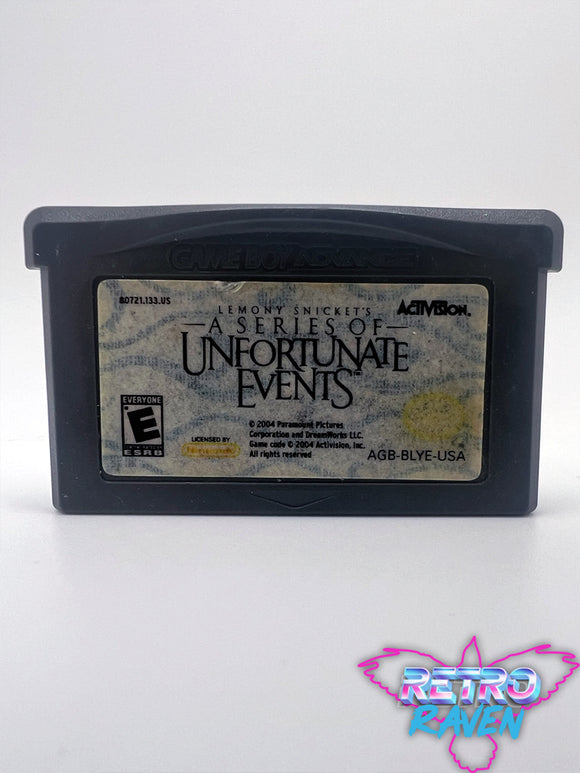 GAME BOY ADVANCE
80721.133.US
LEMONY SNICKET'S
ACTIVISION.
A SERIES OF
UNFORTUNATE
EVENTS™
EVERYONE
E
ESRB
LICENSED BY
© 2004 Paramount Pictures
Corporation and DreamWorks LLC.
Game code © 2004 Activision, Inc.
All rights reserved
AGB-BLYE-USA
RETRO
RAVEN